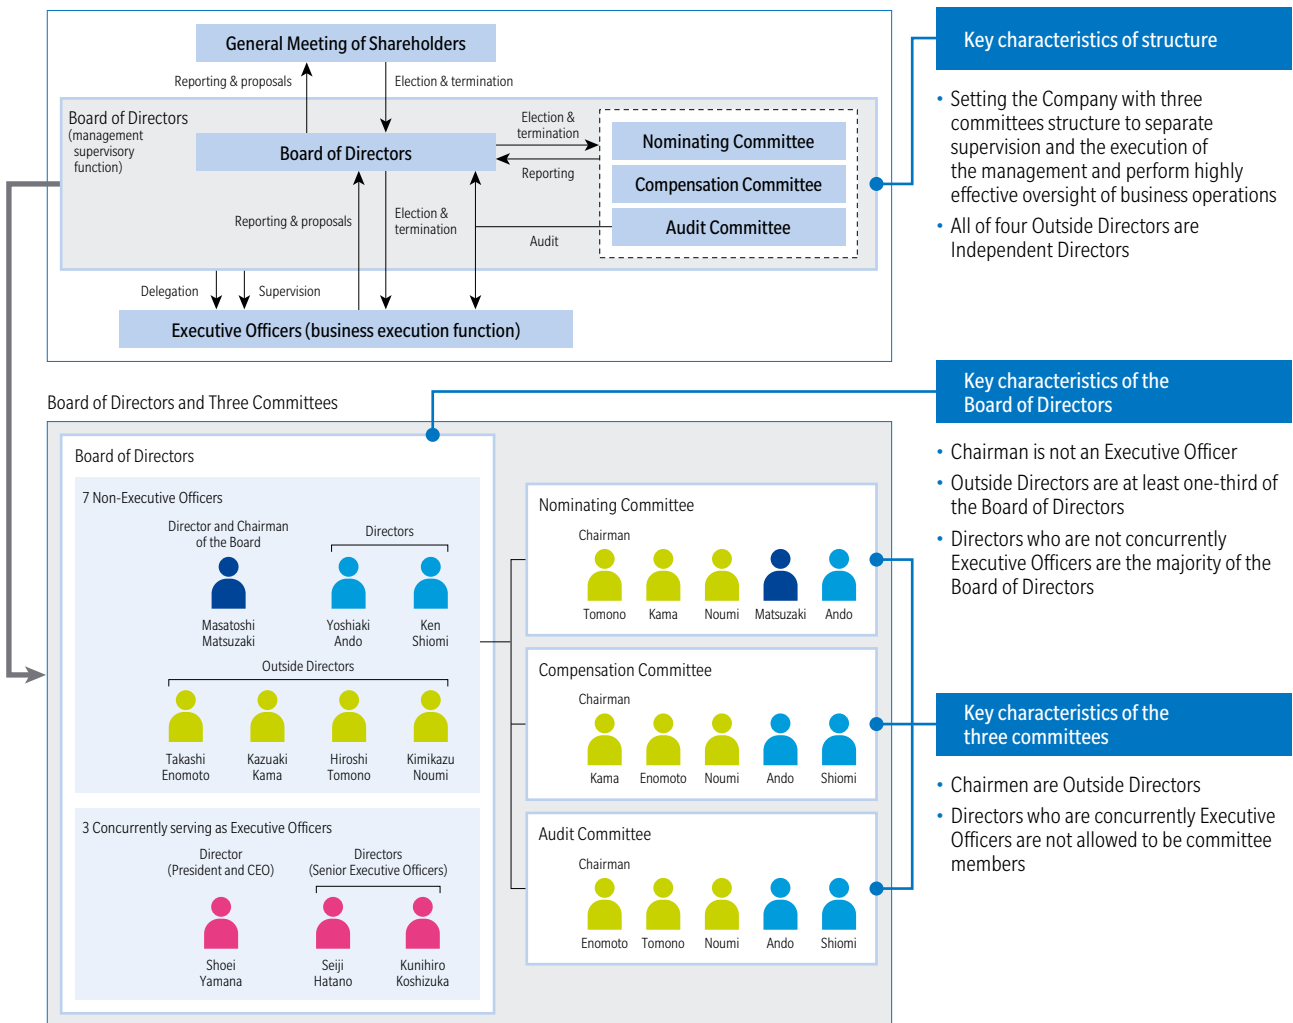 General Meeting of Shareholders
Reporting & proposals
Election & termination
Board of Directors
(management
supervisory
function)
Board of Directors
Election &
termination
Reporting
Nominating Committee
Compensation Committee
Audit Committee
Reporting & proposals
Election &
termination
Audit
Delegation
Supervision
Executive Officers (business execution function)
Key characteristics of structure
• Setting the Company with three
committees structure to separate
supervision and the execution of
the management and perform highly
effective oversight of business operations
• All of four Outside Directors are
Independent Directors
Board of Directors and Three Committees
Board of Directors
7 Non-Executive Officers
Director and Chairman
of the Board
Directors
Masatoshi
Matsuzaki
Yoshiaki
Ando
Ken
Shiomi
Outside Directors
Takashi
Enomoto
Kazuaki
Kama
Hiroshi
Tomono
Kimikazu
Noumi
3 Concurrently serving as Executive Officers
Director
(President and CEO)
Directors
(Senior Executive Officers)
Shoei
Yamana
Seiji
Hatano
Kunihiro
Koshizuka
Nominating Committee
Chairman
Tomono Kama Noumi Matsuzaki Ando
Compensation Committee
Chairman
Kama Enomoto Noumi Ando Shiomi
Audit Committee
Chairman
Enomoto Tomono Noumi Ando Shiomi
Key characteristics of the
Board of Directors
• Chairman is not an Executive Officer
• Outside Directors are at least one-third of
the Board of Directors
• Directors who are not concurrently
Executive Officers are the majority of the
Board of Directors
Key characteristics of the
three committees
• Chairmen are Outside Directors
• Directors who are concurrently Executive
Officers are not allowed to be committee
members